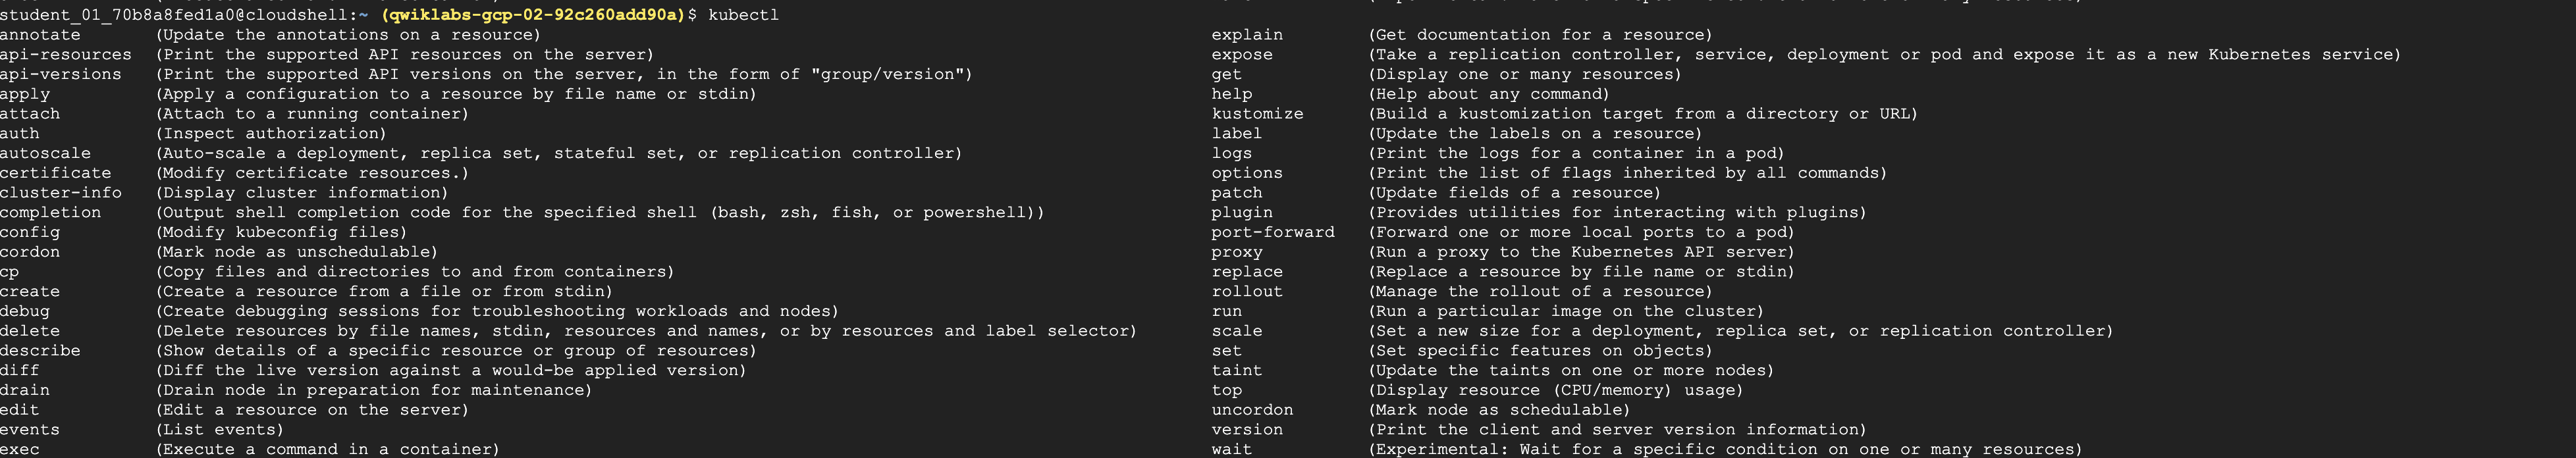 student_01_70b8a8fed1a0@cloudshell:~ (qwiklabs-gcp-02-92c260add90a)$ kubectl
annotate (Update the annotations on a resource) explain (Get documentation for a resource)
api-resources (Print the supported API resources on the server) expose (Take a replication controller, service, deployment or pod and expose it as a new Kubernetes service)
api-versions (Print the supported API versions on the server, in the form of "group/version") get (Display one or many resources)
apply (Apply a configuration to a resource by file name or stdin) help (Help about any command)
attach (Attach to a running container) kustomize (Build a kustomization target from a directory or URL)
auth (Inspect authorization) label (Update the labels on a resource)
autoscale (Auto-scale a deployment, replica set, stateful set, or replication controller) logs (Print the logs for a container in a pod)
certificate (Modify certificate resources.) options (Print the list of flags inherited by all commands)
cluster-info (Display cluster information) patch (Update fields of a resource)
completion (Output shell completion code for the specified shell (bash, zsh, fish, or powershell)) plugin (Provides utilities for interacting with plugins)
config (Modify kubeconfig files) port-forward (Forward one or more local ports to a pod)
cordon (Mark node as unschedulable) proxy (Run a proxy to the Kubernetes API server)
cp (Copy files and directories to and from containers) replace (Replace a resource by file name or stdin)
create (Create a resource from a file or from stdin) rollout (Manage the rollout of a resource)
debug (Create debugging sessions for troubleshooting workloads and nodes) run (Run a particular image on the cluster)
delete (Delete resources by file names, stdin, resources and names, or by resources and label selector) scale (Set a new size for a deployment, replica set, or replication controller)
describe (Show details of a specific resource or group of resources) set (Set specific features on objects)
diff (Diff the live version against a would-be applied version) taint (Update the taints on one or more nodes)
drain (Drain node in preparation for maintenance) top (Display resource (CPU/memory) usage)
edit (Edit a resource on the server) uncordon (Mark node as schedulable)
events (List events) version (Print the client and server version information)
exec (Execute a command in a container) wait (Experimental: Wait for a specific condition on one or many resources)